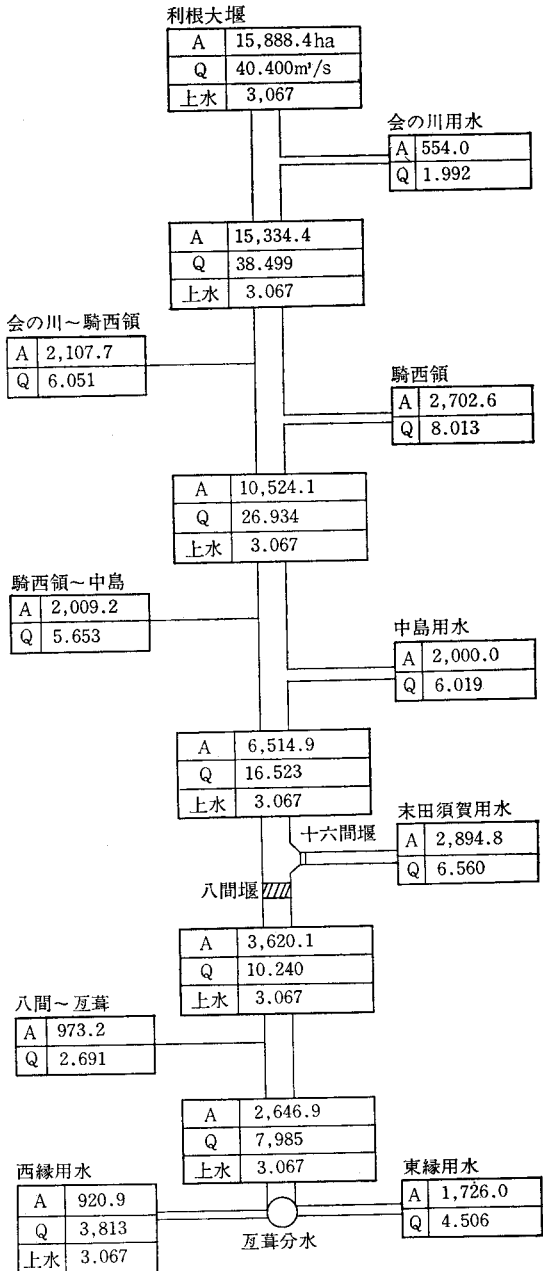 利根大堰
A 15,888.4ha
Q 40.400m³/s
上水 3,067
会の川用水
A 554.0
Q 1.992
A 15,334.4
Q 38.499
上水 3.067
会の川～騎西領
A 2,107.7
Q 6.051
騎西領
A 2,702.6
Q 8.013
A 10,524.1
Q 26.934
上水 3.067
騎西領～中島
A 2,009.2
Q 5.653
中島用水
A 2,000.0
Q 6.019
A 6,514.9
Q 16.523
上水 3.067
十六間堰
末田須賀用水
A 2,894.8
Q 6.560
八間堰
A 3,620.1
Q 10.240
上水 3.067
八間～瓦葺
A 973.2
Q 2.691
A 2,646.9
Q 7,985
上水 3.067
西縁用水
A 920.9
Q 3,813
上水 3.067
東縁用水
A 1,726.0
Q 4.506
瓦葺分水